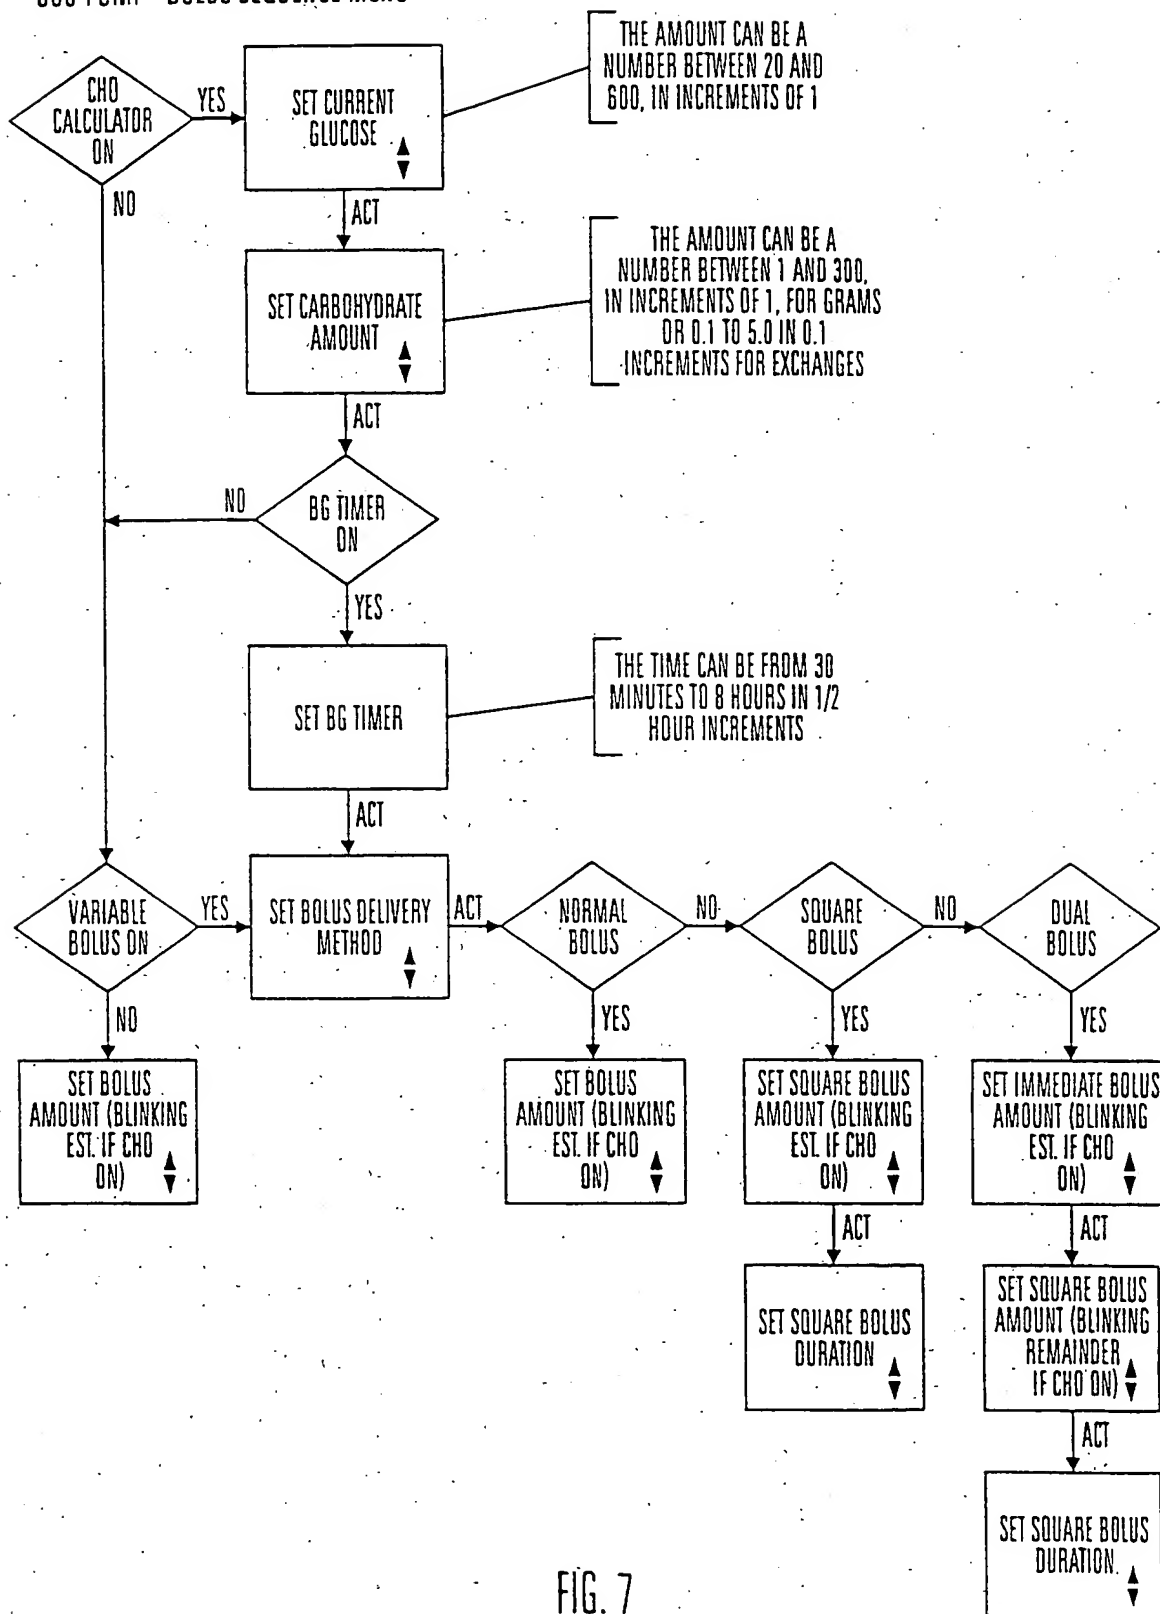 BOLUS SEQUENCE
CHO
CALCULATOR
ON
YES
NO
SET CURRENT
GLUCOSE
THE AMOUNT CAN BE A
NUMBER BETWEEN 20 AND
600, IN INCREMENTS OF 1
ACT
SET CARBOHYDRATE
AMOUNT
THE AMOUNT CAN BE A
NUMBER BETWEEN 1 AND 300,
IN INCREMENTS OF 1, FOR GRAMS
OR 0.1 TO 5.0 IN 0.1
INCREMENTS FOR EXCHANGES
ACT
NO
BG TIMER
ON
YES
SET BG TIMER
THE TIME CAN BE FROM 30
MINUTES TO 8 HOURS IN 1/2
HOUR INCREMENTS
ACT
VARIABLE
BOLUS ON
YES
SET BOLUS DELIVERY
METHOD
ACT
NORMAL
BOLUS
NO
SQUARE
BOLUS
NO
DUAL
BOLUS
NO
YES
YES
YES
SET BOLUS
AMOUNT (BLINKING
EST. IF CHO
ON)
SET BOLUS
AMOUNT (BLINKING
EST. IF CHO
ON)
SET SQUARE BOLUS
AMOUNT (BLINKING
EST. IF CHO
ON)
SET IMMEDIATE BOLUS
AMOUNT (BLINKING
EST. IF CHO
ON)
ACT
ACT
SET SQUARE BOLUS
DURATION
SET SQUARE BOLUS
AMOUNT (BLINKING
REMAINDER
IF CHO ON)
ACT
SET SQUARE BOLUS
DURATION
FIG. 7